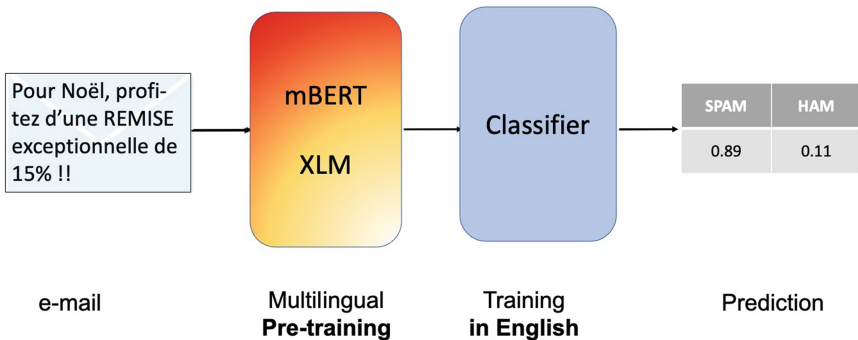 Pour Noël, profi-
tez d'une REMISE
exceptionnelle de
15% !!
mBERT
XLM
Classifier
SPAM HAM
0.89 0.11
e-mail
Multilingual
Pre-training
Training
in English
Prediction